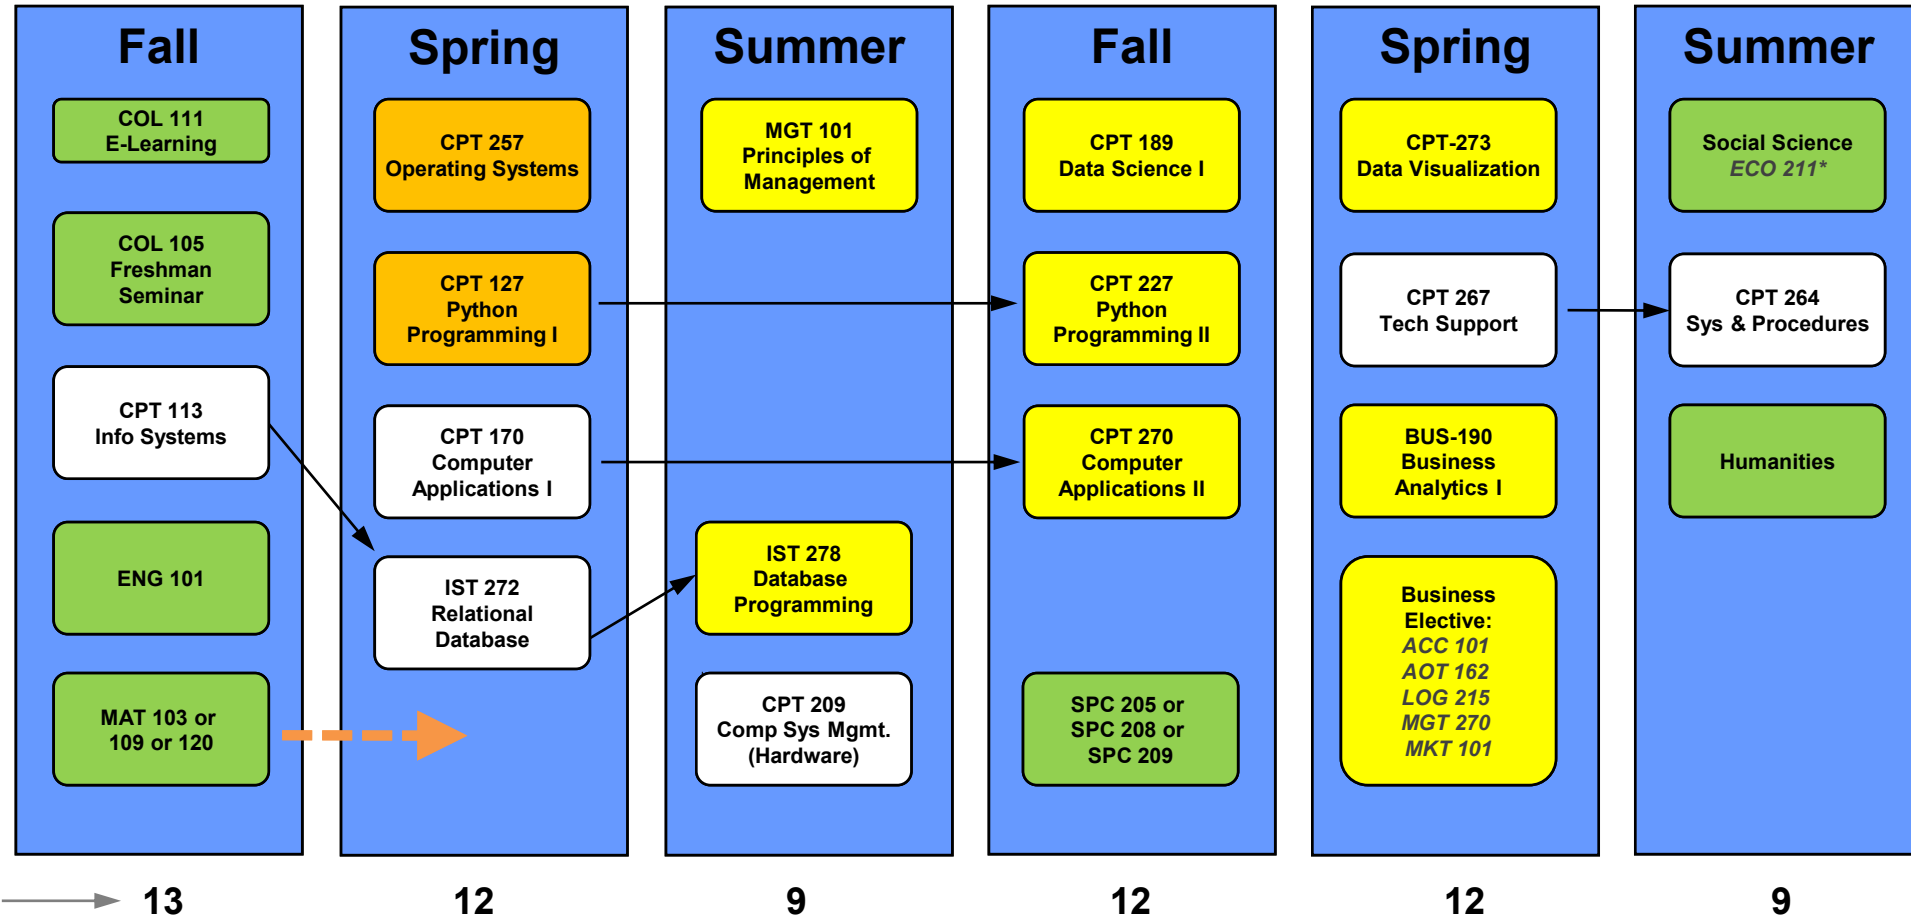 Fall
COL 111
E-Learning
COL 105
Freshman
Seminar
CPT 113
Info Systems
ENG 101
MAT 103 or
109 or 120
13
Spring
CPT 257
Operating Systems
CPT 127
Python
Programming I
CPT 170
Computer
Applications I
IST 272
Relational
Database
12
Summer
MGT 101
Principles of
Management
IST 278
Database
Programming
CPT 209
Comp Sys Mgmt.
(Hardware)
9
Fall
CPT 189
Data Science I
CPT 227
Python
Programming II
CPT 270
Computer
Applications II
SPC 205 or
SPC 208 or
SPC 209
12
Spring
CPT-273
Data Visualization
CPT 267
Tech Support
BUS-190
Business
Analytics I
Business
Elective:
ACC 101
AOT 162
LOG 215
MGT 270
MKT 101
12
Summer
Social Science
ECO 211*
CPT 264
Sys & Procedures
Humanities
9